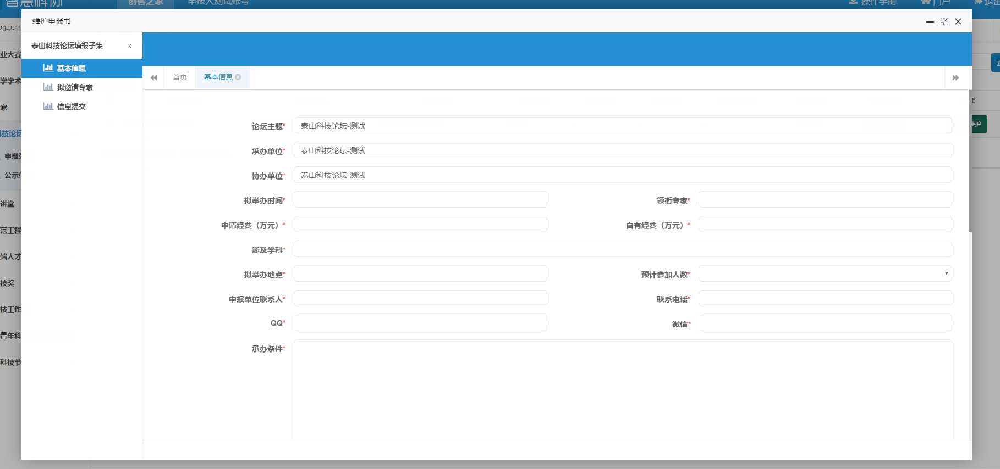 智慧科协
创客之家
申报人测试账号
操作手册
门户
退出
维护申报书
20-2-11
泰山科技论坛填报子集
业大赛
基本信息
拟邀请专家
信息提交
学学术
家
科技论坛
申报列
公示信
讲堂
范工程
端人才
技奖
技工作
青年科
科技节
首页
基本信息
论坛主题* 泰山科技论坛-测试
承办单位* 泰山科技论坛-测试
协办单位* 泰山科技论坛-测试
拟举办时间* 领衔专家*
申请经费（万元）* 自有经费（万元）*
涉及学科*
拟举办地点* 预计参加人数*
申报单位联系人* 联系电话*
QQ* 微信*
承办条件*
维护